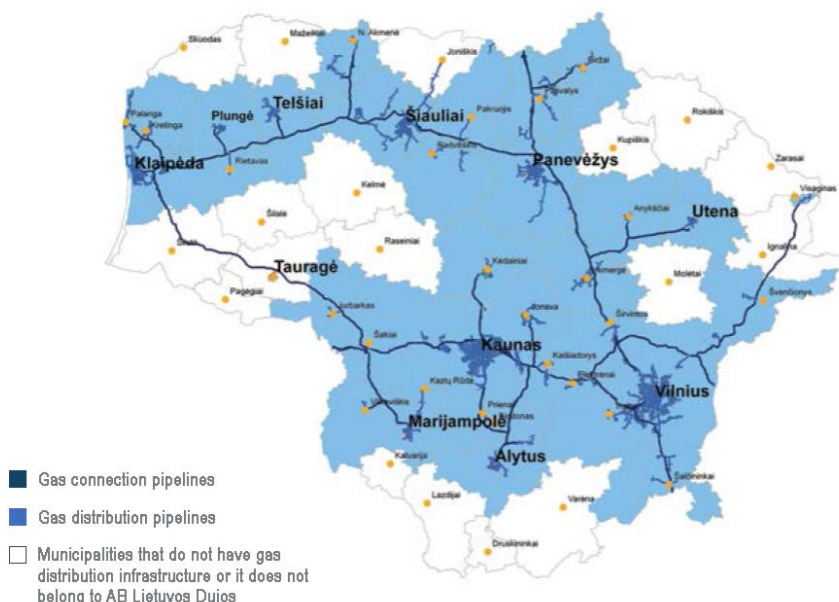 Skuodas
Mažeikiai
N. Akmenė
Joniškis
Biržai
Pasvalys
Telšiai
Plungė
Šiauliai
Pakruojis
Palanga
Kretinga
Rokiškis
Kupiškis
Radviliškis
Panevėžys
Klaipėda
Rietavas
Zarasai
Visaginas
Kelmė
Anykščiai
Utena
Šilalė
Šilutė
Raseiniai
Ignalina
Tauragė
Kėdainiai
Ukmergė
Moletai
Pagėgiai
Švenčionys
Jurbarkas
Jonava
Širvintos
Šakiai
Kaunas
Kaišiadorys
Elektrėnai
Kazlų Rūda
Vilnius
Vilkaviškis
Prienai
Birštonas
Marijampolė
Alytus
Kalvarija
Šalčininkai
Lazdijai
Varėna
Druskininkai
Gas connection pipelines
Gas distribution pipelines
Municipalities that do not have gas
distribution infrastructure or it does not
belong to AB Lietuvos Dujos